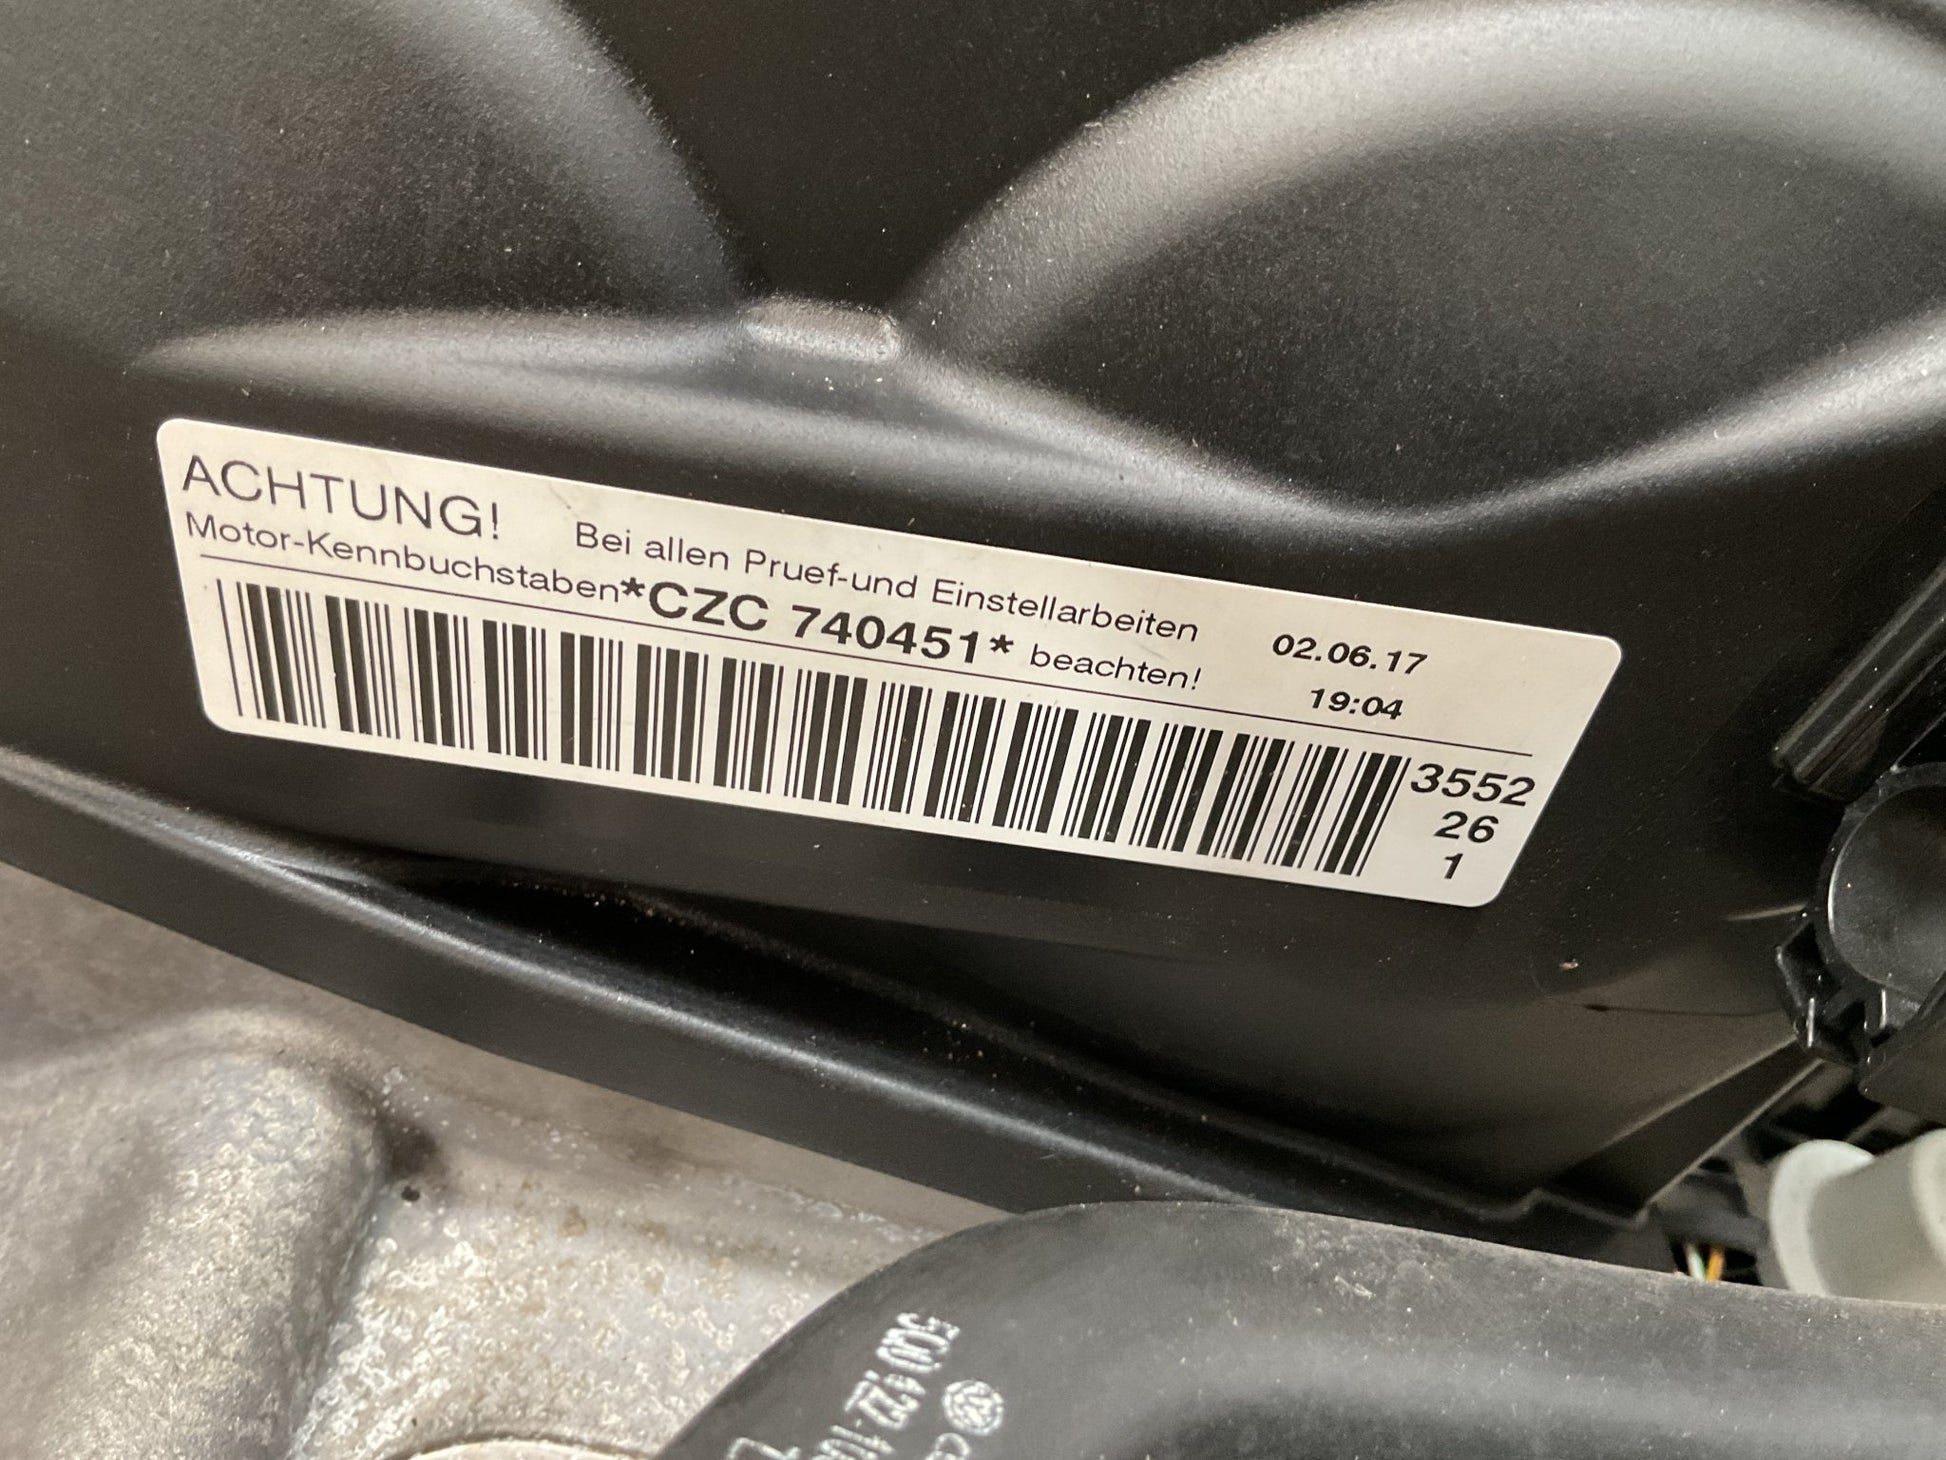 ACHTUNG! Bei allen Pruef-und Einstellarbeiten 02.06.17
Motor-Kennbuchstaben*CZC 740451* beachten! 19:04
3552
26
1